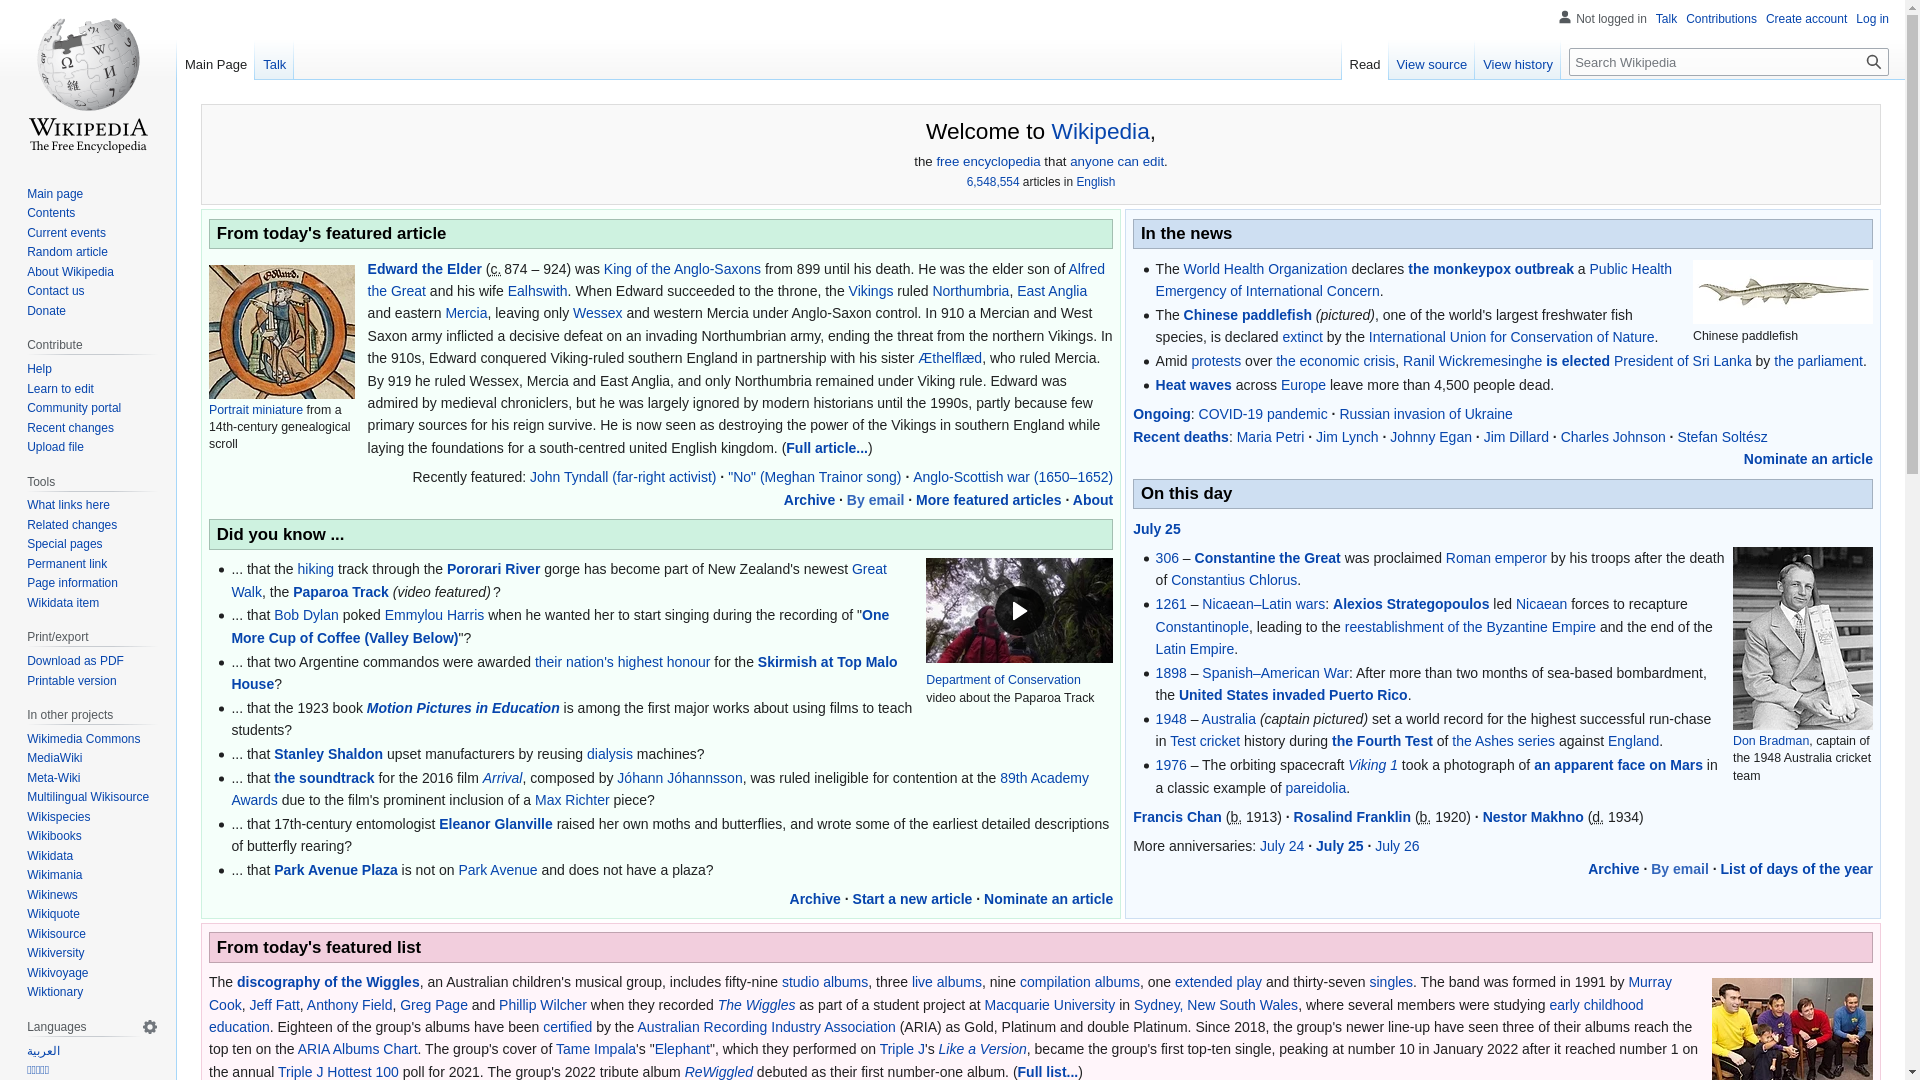 Not logged in Talk Contributions Create account Log in
Main Page Talk
Read View source View history Search Wikipedia
WIKIPEDIA
The Free Encyclopedia
Main page
Contents
Current events
Random article
About Wikipedia
Contact us
Donate
Contribute
Help
Learn to edit
Community portal
Recent changes
Upload file
Tools
What links here
Related changes
Special pages
Permanent link
Page information
Wikidata item
Print/export
Download as PDF
Printable version
In other projects
Wikimedia Commons
MediaWiki
Meta-Wiki
Multilingual Wikisource
Wikispecies
Wikibooks
Wikidata
Wikimania
Wikinews
Wikiquote
Wikisource
Wikiversity
Wikivoyage
Wiktionary
Languages
العربية
Welcome to Wikipedia,
the free encyclopedia that anyone can edit.
6,548,554 articles in English
From today's featured article
Portrait miniature from a
14th-century genealogical
scroll
Edward the Elder (c. 874 – 924) was King of the Anglo-Saxons from 899 until his death. He was the elder son of Alfred
the Great and his wife Ealhswith. When Edward succeeded to the throne, the Vikings ruled Northumbria, East Anglia
and eastern Mercia, leaving only Wessex and western Mercia under Anglo-Saxon control. In 910 a Mercian and West
Saxon army inflicted a decisive defeat on an invading Northumbrian army, ending the threat from the northern Vikings. In
the 910s, Edward conquered Viking-ruled southern England in partnership with his sister Æthelflæd, who ruled Mercia.
By 919 he ruled Wessex, Mercia and East Anglia, and only Northumbria remained under Viking rule. Edward was
admired by medieval chroniclers, but he was largely ignored by modern historians until the 1990s, partly because few
primary sources for his reign survive. He is now seen as destroying the power of the Vikings in southern England while
laying the foundations for a south-centred united English kingdom. (Full article...)
Recently featured: John Tyndall (far-right activist) · "No" (Meghan Trainor song) · Anglo-Scottish war (1650–1652)
Archive · By email · More featured articles · About
Did you know ...
... that the hiking track through the Pororari River gorge has become part of New Zealand's newest Great
Walk, the Paparoa Track (video featured) ?
... that Bob Dylan poked Emmylou Harris when he wanted her to start singing during the recording of "One
More Cup of Coffee (Valley Below)"?
... that two Argentine commandos were awarded their nation's highest honour for the Skirmish at Top Malo
House?
... that the 1923 book Motion Pictures in Education is among the first major works about using films to teach
students?
... that Stanley Shaldon upset manufacturers by reusing dialysis machines?
... that the soundtrack for the 2016 film Arrival, composed by Jóhann Jóhannsson, was ruled ineligible for contention at the 89th Academy
Awards due to the film's prominent inclusion of a Max Richter piece?
... that 17th-century entomologist Eleanor Glanville raised her own moths and butterflies, and wrote some of the earliest detailed descriptions
of butterfly rearing?
... that Park Avenue Plaza is not on Park Avenue and does not have a plaza?
Department of Conservation
video about the Paparoa Track
Archive · Start a new article · Nominate an article
In the news
The World Health Organization declares the monkeypox outbreak a Public Health
Emergency of International Concern.
The Chinese paddlefish (pictured), one of the world's largest freshwater fish
species, is declared extinct by the International Union for Conservation of Nature.
Chinese paddlefish
Amid protests over the economic crisis, Ranil Wickremesinghe is elected President of Sri Lanka by the parliament.
Heat waves across Europe leave more than 4,500 people dead.
Ongoing: COVID-19 pandemic · Russian invasion of Ukraine
Recent deaths: Maria Petri · Jim Lynch · Johnny Egan · Jim Dillard · Charles Johnson · Stefan Soltész
Nominate an article
On this day
July 25
306 – Constantine the Great was proclaimed Roman emperor by his troops after the death
of Constantius Chlorus.
1261 – Nicaean–Latin wars: Alexios Strategopoulos led Nicaean forces to recapture
Constantinople, leading to the reestablishment of the Byzantine Empire and the end of the
Latin Empire.
1898 – Spanish–American War: After more than two months of sea-based bombardment,
the United States invaded Puerto Rico.
1948 – Australia (captain pictured) set a world record for the highest successful run-chase
in Test cricket history during the Fourth Test of the Ashes series against England.
1976 – The orbiting spacecraft Viking 1 took a photograph of an apparent face on Mars in
a classic example of pareidolia.
Don Bradman, captain of
the 1948 Australia cricket
team
Francis Chan (b. 1913) · Rosalind Franklin (b. 1920) · Nestor Makhno (d. 1934)
More anniversaries: July 24 · July 25 · July 26
Archive · By email · List of days of the year
From today's featured list
The discography of the Wiggles, an Australian children's musical group, includes fifty-nine studio albums, three live albums, nine compilation albums, one extended play and thirty-seven singles. The band was formed in 1991 by Murray
Cook, Jeff Fatt, Anthony Field, Greg Page and Phillip Wilcher when they recorded The Wiggles as part of a student project at Macquarie University in Sydney, New South Wales, where several members were studying early childhood
education. Eighteen of the group's albums have been certified by the Australian Recording Industry Association (ARIA) as Gold, Platinum and double Platinum. Since 2018, the group's newer line-up have seen three of their albums reach the
top ten on the ARIA Albums Chart. The group's cover of Tame Impala's "Elephant", which they performed on Triple J's Like a Version, became the group's first top-ten single, peaking at number 10 in January 2022 after it reached number 1 on
the annual Triple J Hottest 100 poll for 2021. The group's 2022 tribute album ReWiggled debuted as their first number-one album. (Full list...)